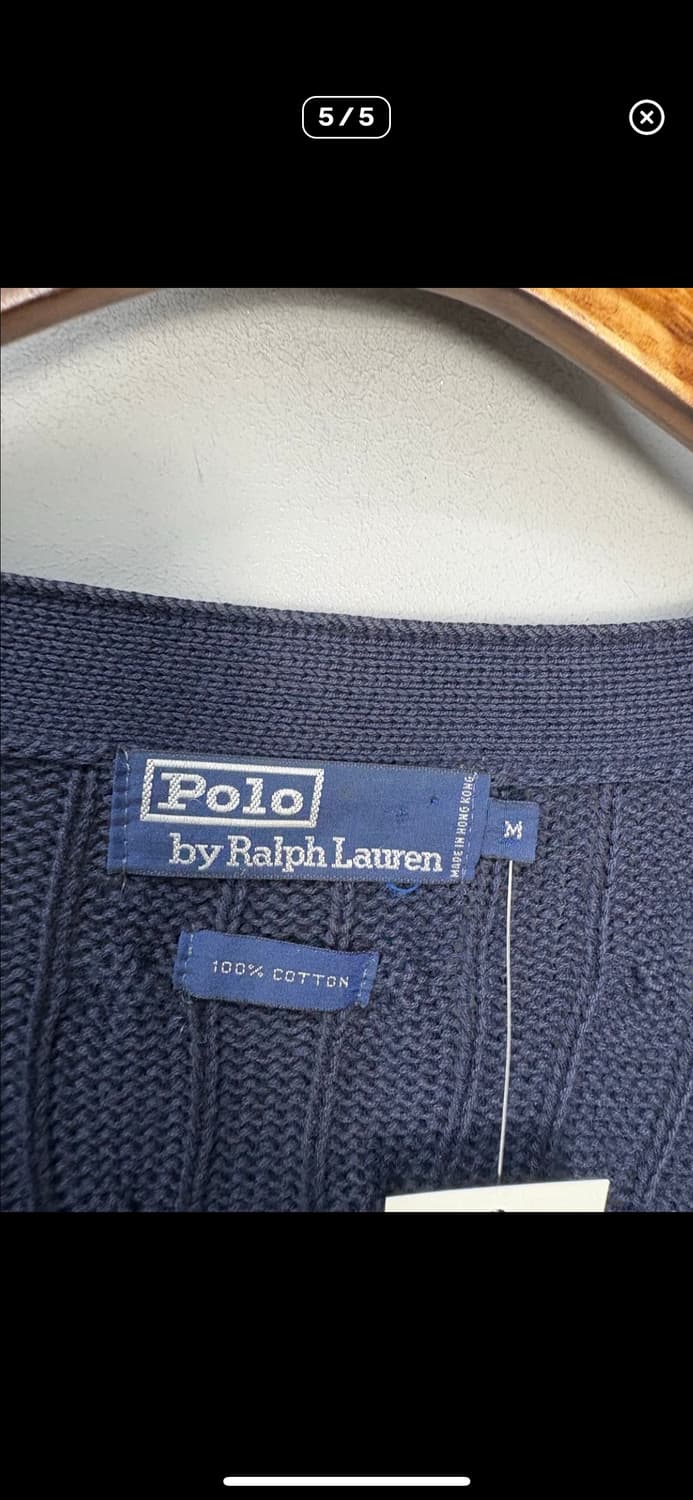 5/5
Polo
by Ralph Lauren
MADE IN HONG KONG
M
100% COTTON